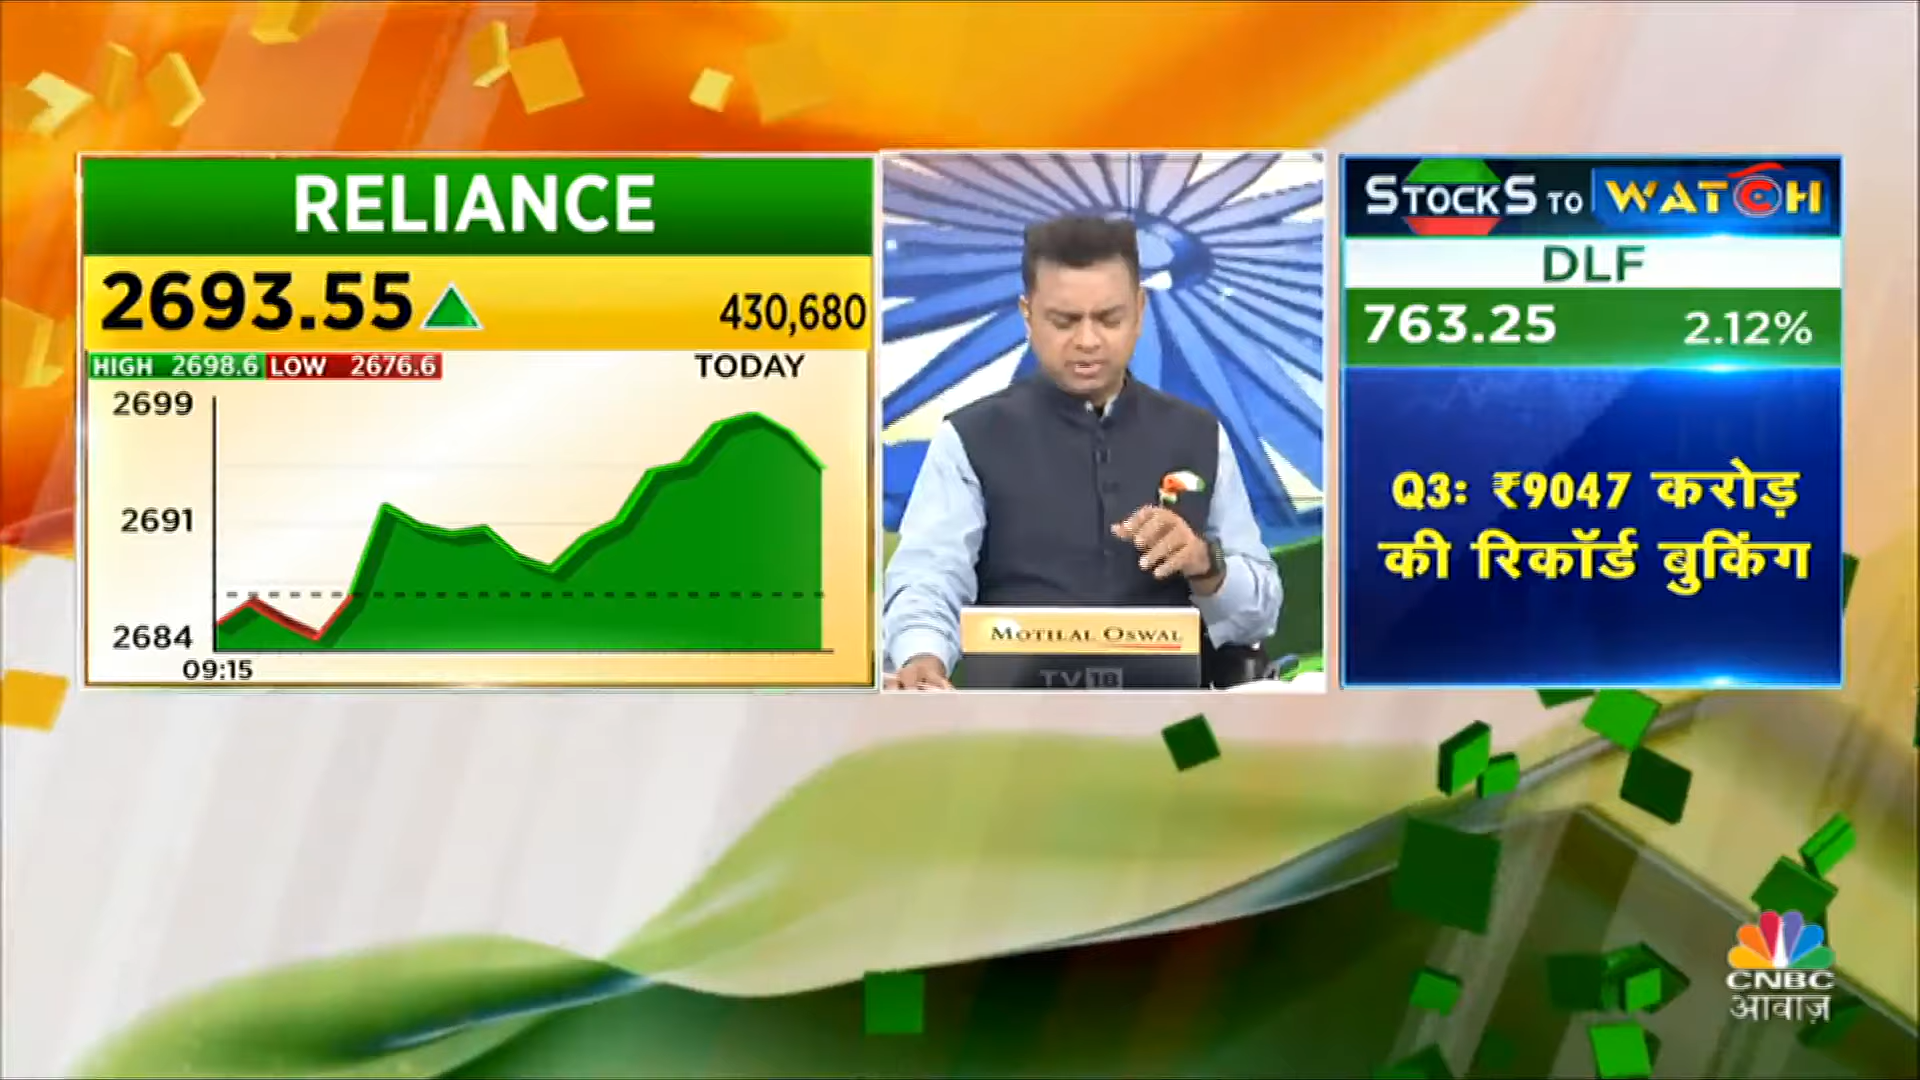 RELIANCE
2693.55 430,680
HIGH 2698.6 LOW 2676.6 TODAY
2699
2691
2684
09:15
MOTILAL OSWAL
TV18
STOCKS TO WATCH
DLF
763.25 2.12%
Q3: ₹9047 करोड़
की रिकॉर्ड बुकिंग
CNBC
आवाज़